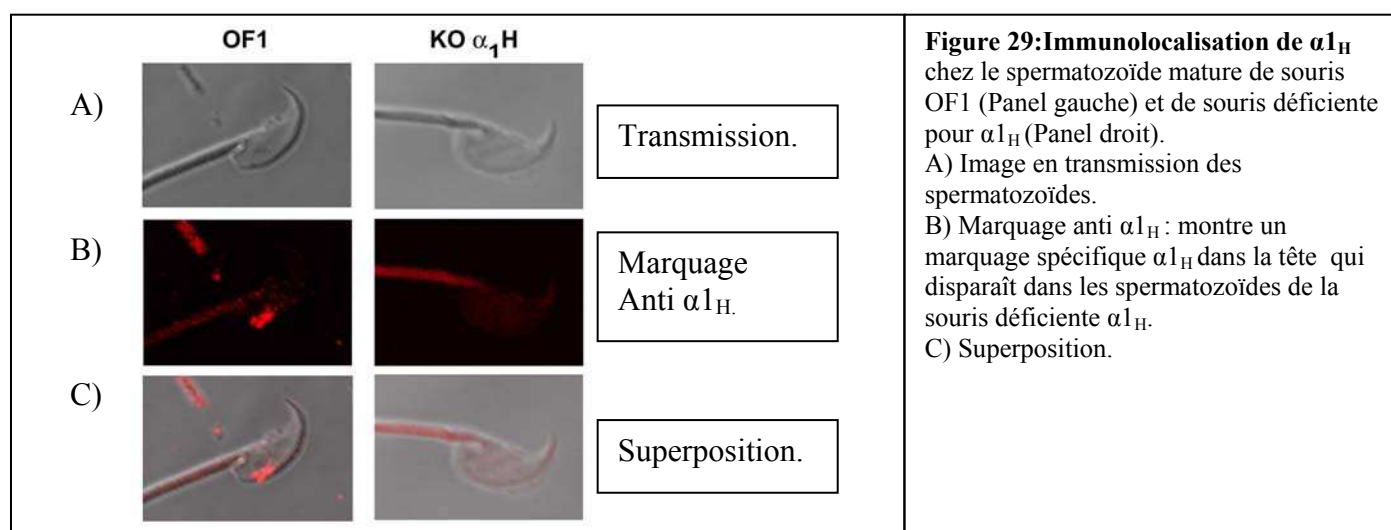 OF1 KO α₁H
A) Transmission.
B) Marquage
Anti α1H.
C) Superposition.
Figure 29:Immunolocalisation de α1H
chez le spermatozoïde mature de souris
OF1 (Panel gauche) et de souris déficiente
pour α1H (Panel droit).
A) Image en transmission des
spermatozoïdes.
B) Marquage anti α1H : montre un
marquage spécifique α1H dans la tête qui
disparaît dans les spermatozoïdes de la
souris déficiente α1H.
C) Superposition.